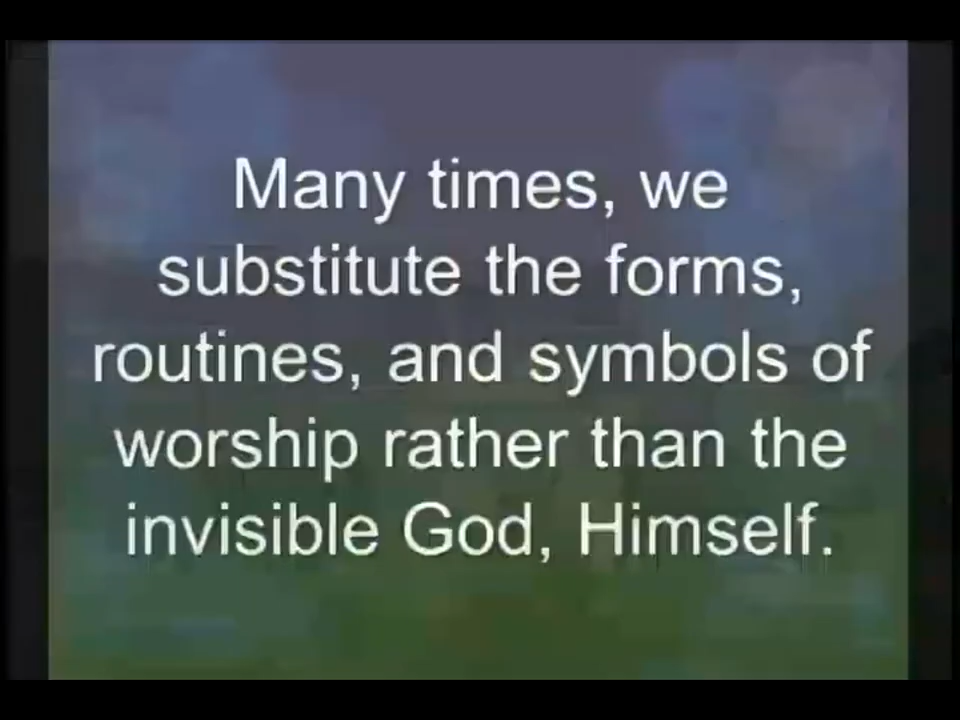 Many times, we
substitute the forms,
routines, and symbols of
worship rather than the
invisible God, Himself.